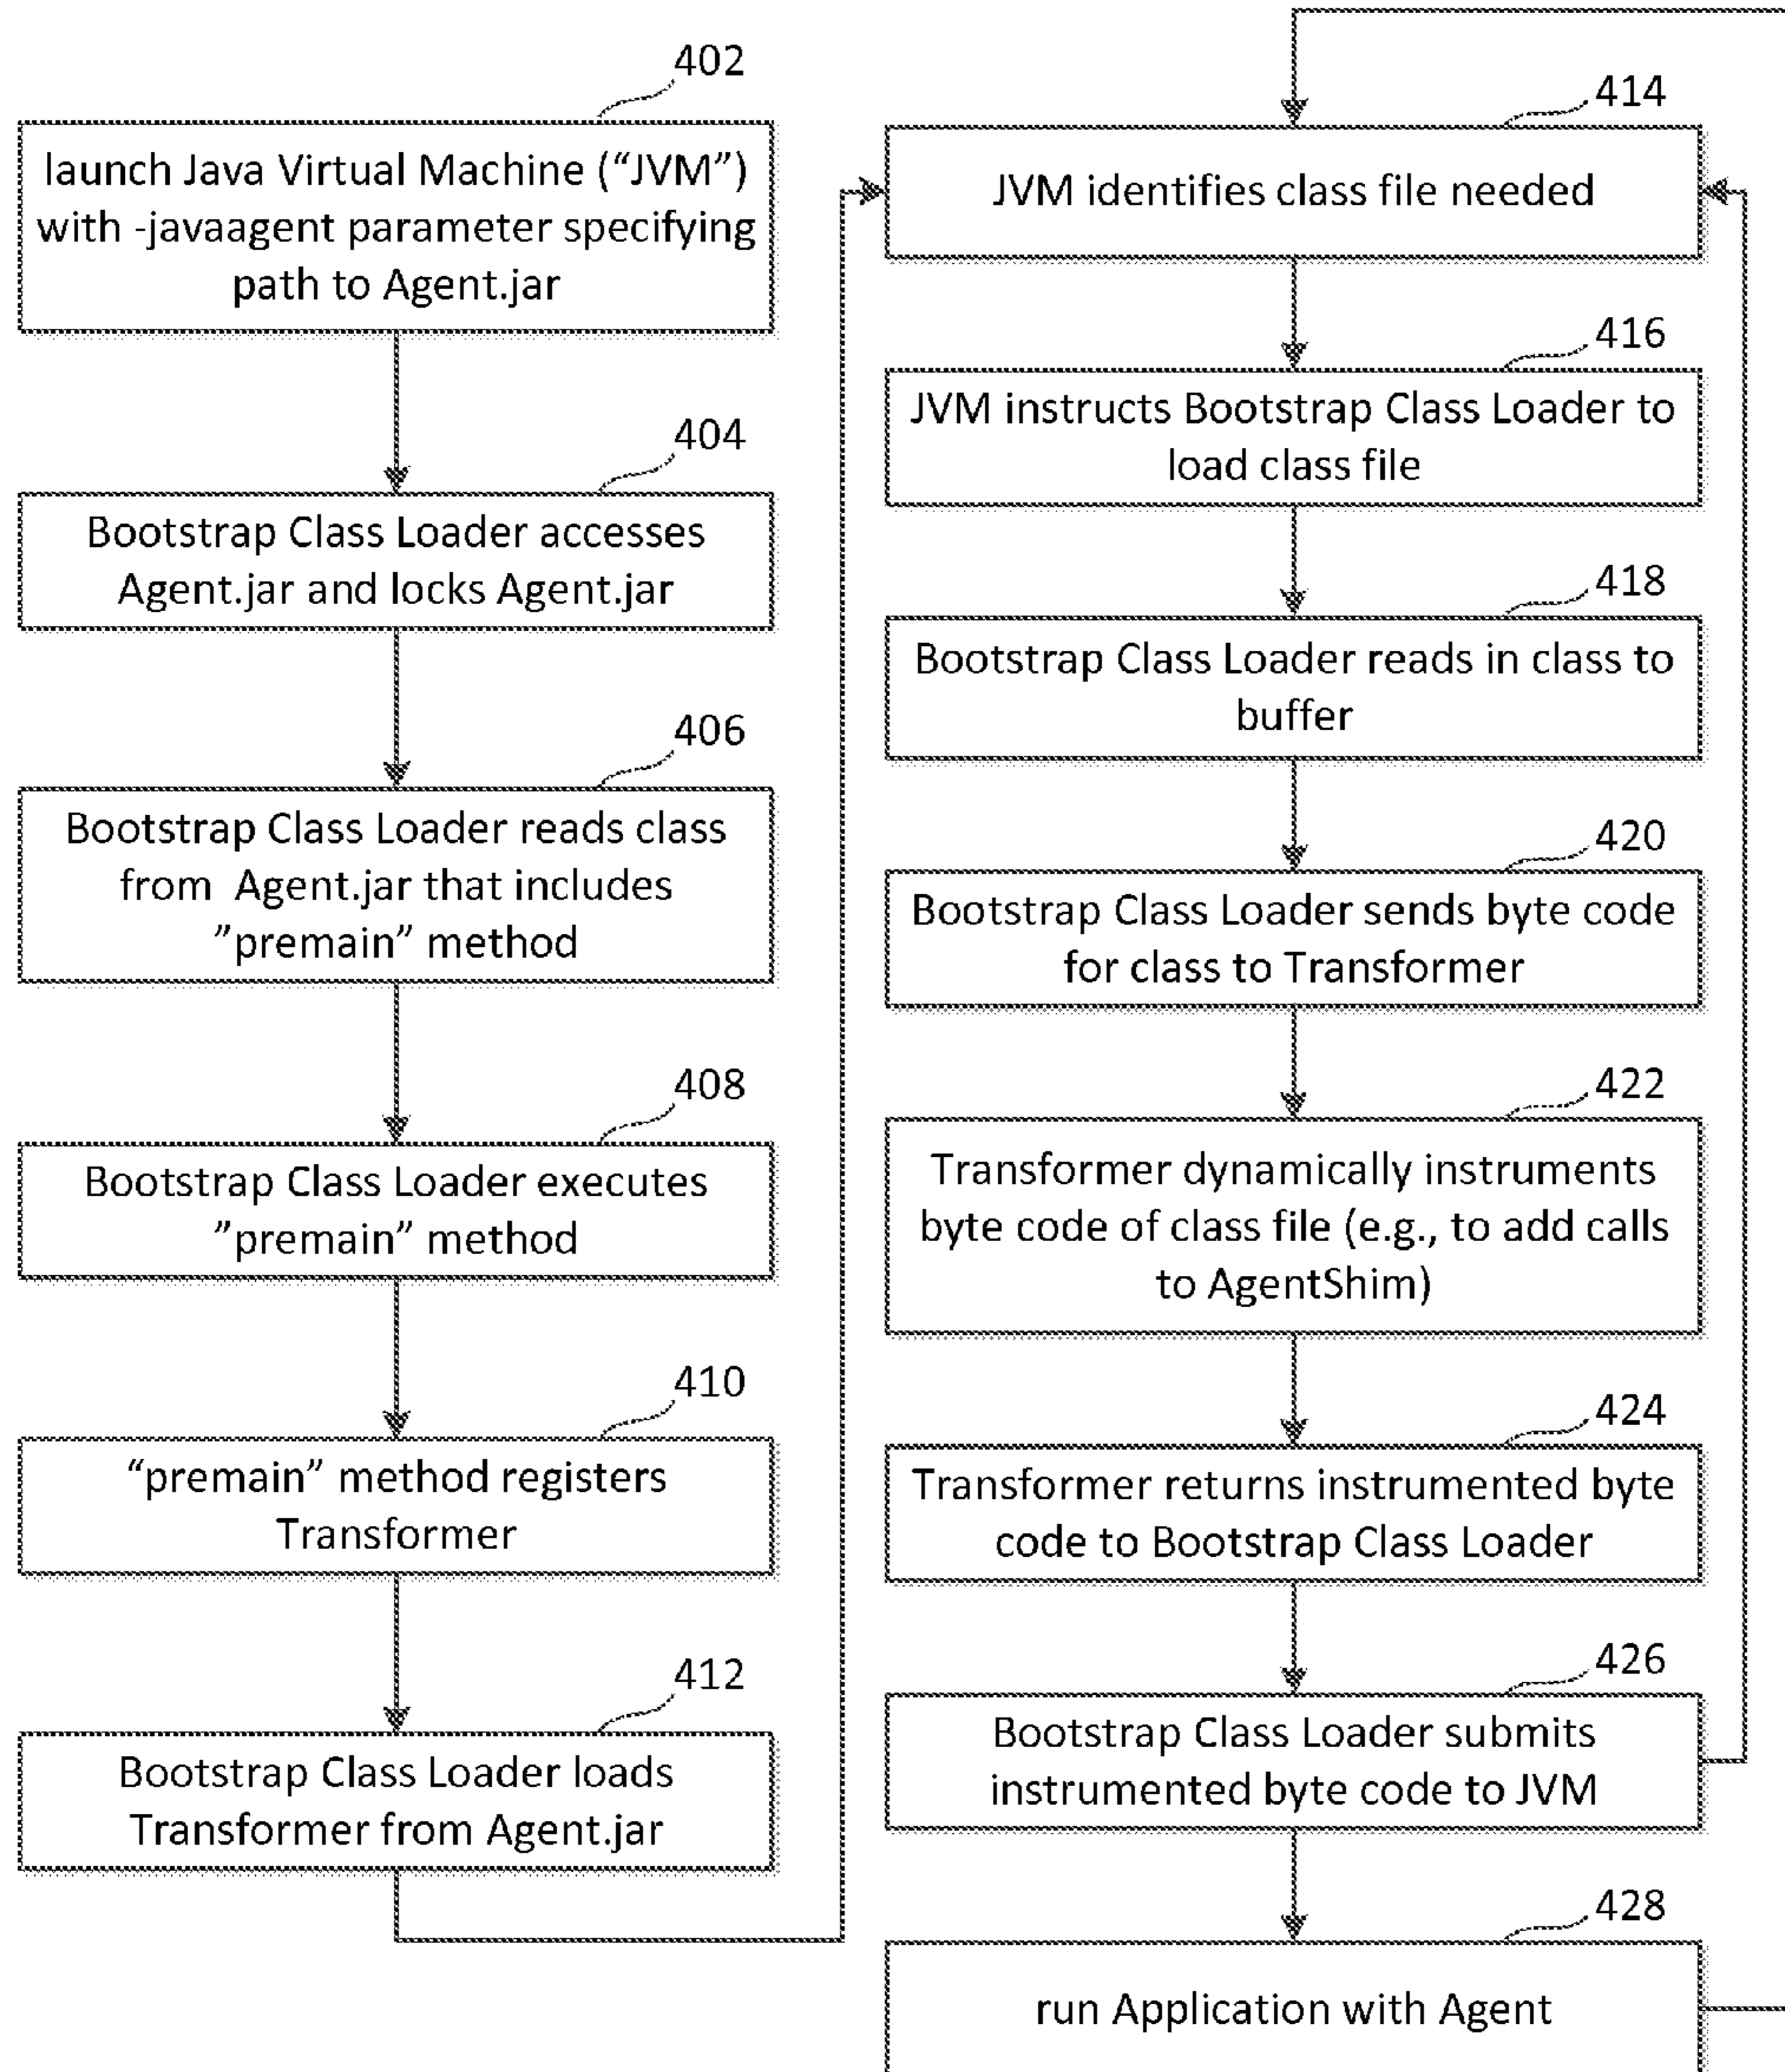 402
launch Java Virtual Machine (“JVM”)
with -javaagent parameter specifying
path to Agent.jar
404
Bootstrap Class Loader accesses
Agent.jar and locks Agent.jar
406
Bootstrap Class Loader reads class
from Agent.jar that includes
”premain” method
408
Bootstrap Class Loader executes
”premain” method
410
“premain” method registers
Transformer
412
Bootstrap Class Loader loads
Transformer from Agent.jar
414
JVM identifies class file needed
416
JVM instructs Bootstrap Class Loader to
load class file
418
Bootstrap Class Loader reads in class to
buffer
420
Bootstrap Class Loader sends byte code
for class to Transformer
422
Transformer dynamically instruments
byte code of class file (e.g., to add calls
to AgentShim)
424
Transformer returns instrumented byte
code to Bootstrap Class Loader
426
Bootstrap Class Loader submits
instrumented byte code to JVM
428
run Application with Agent